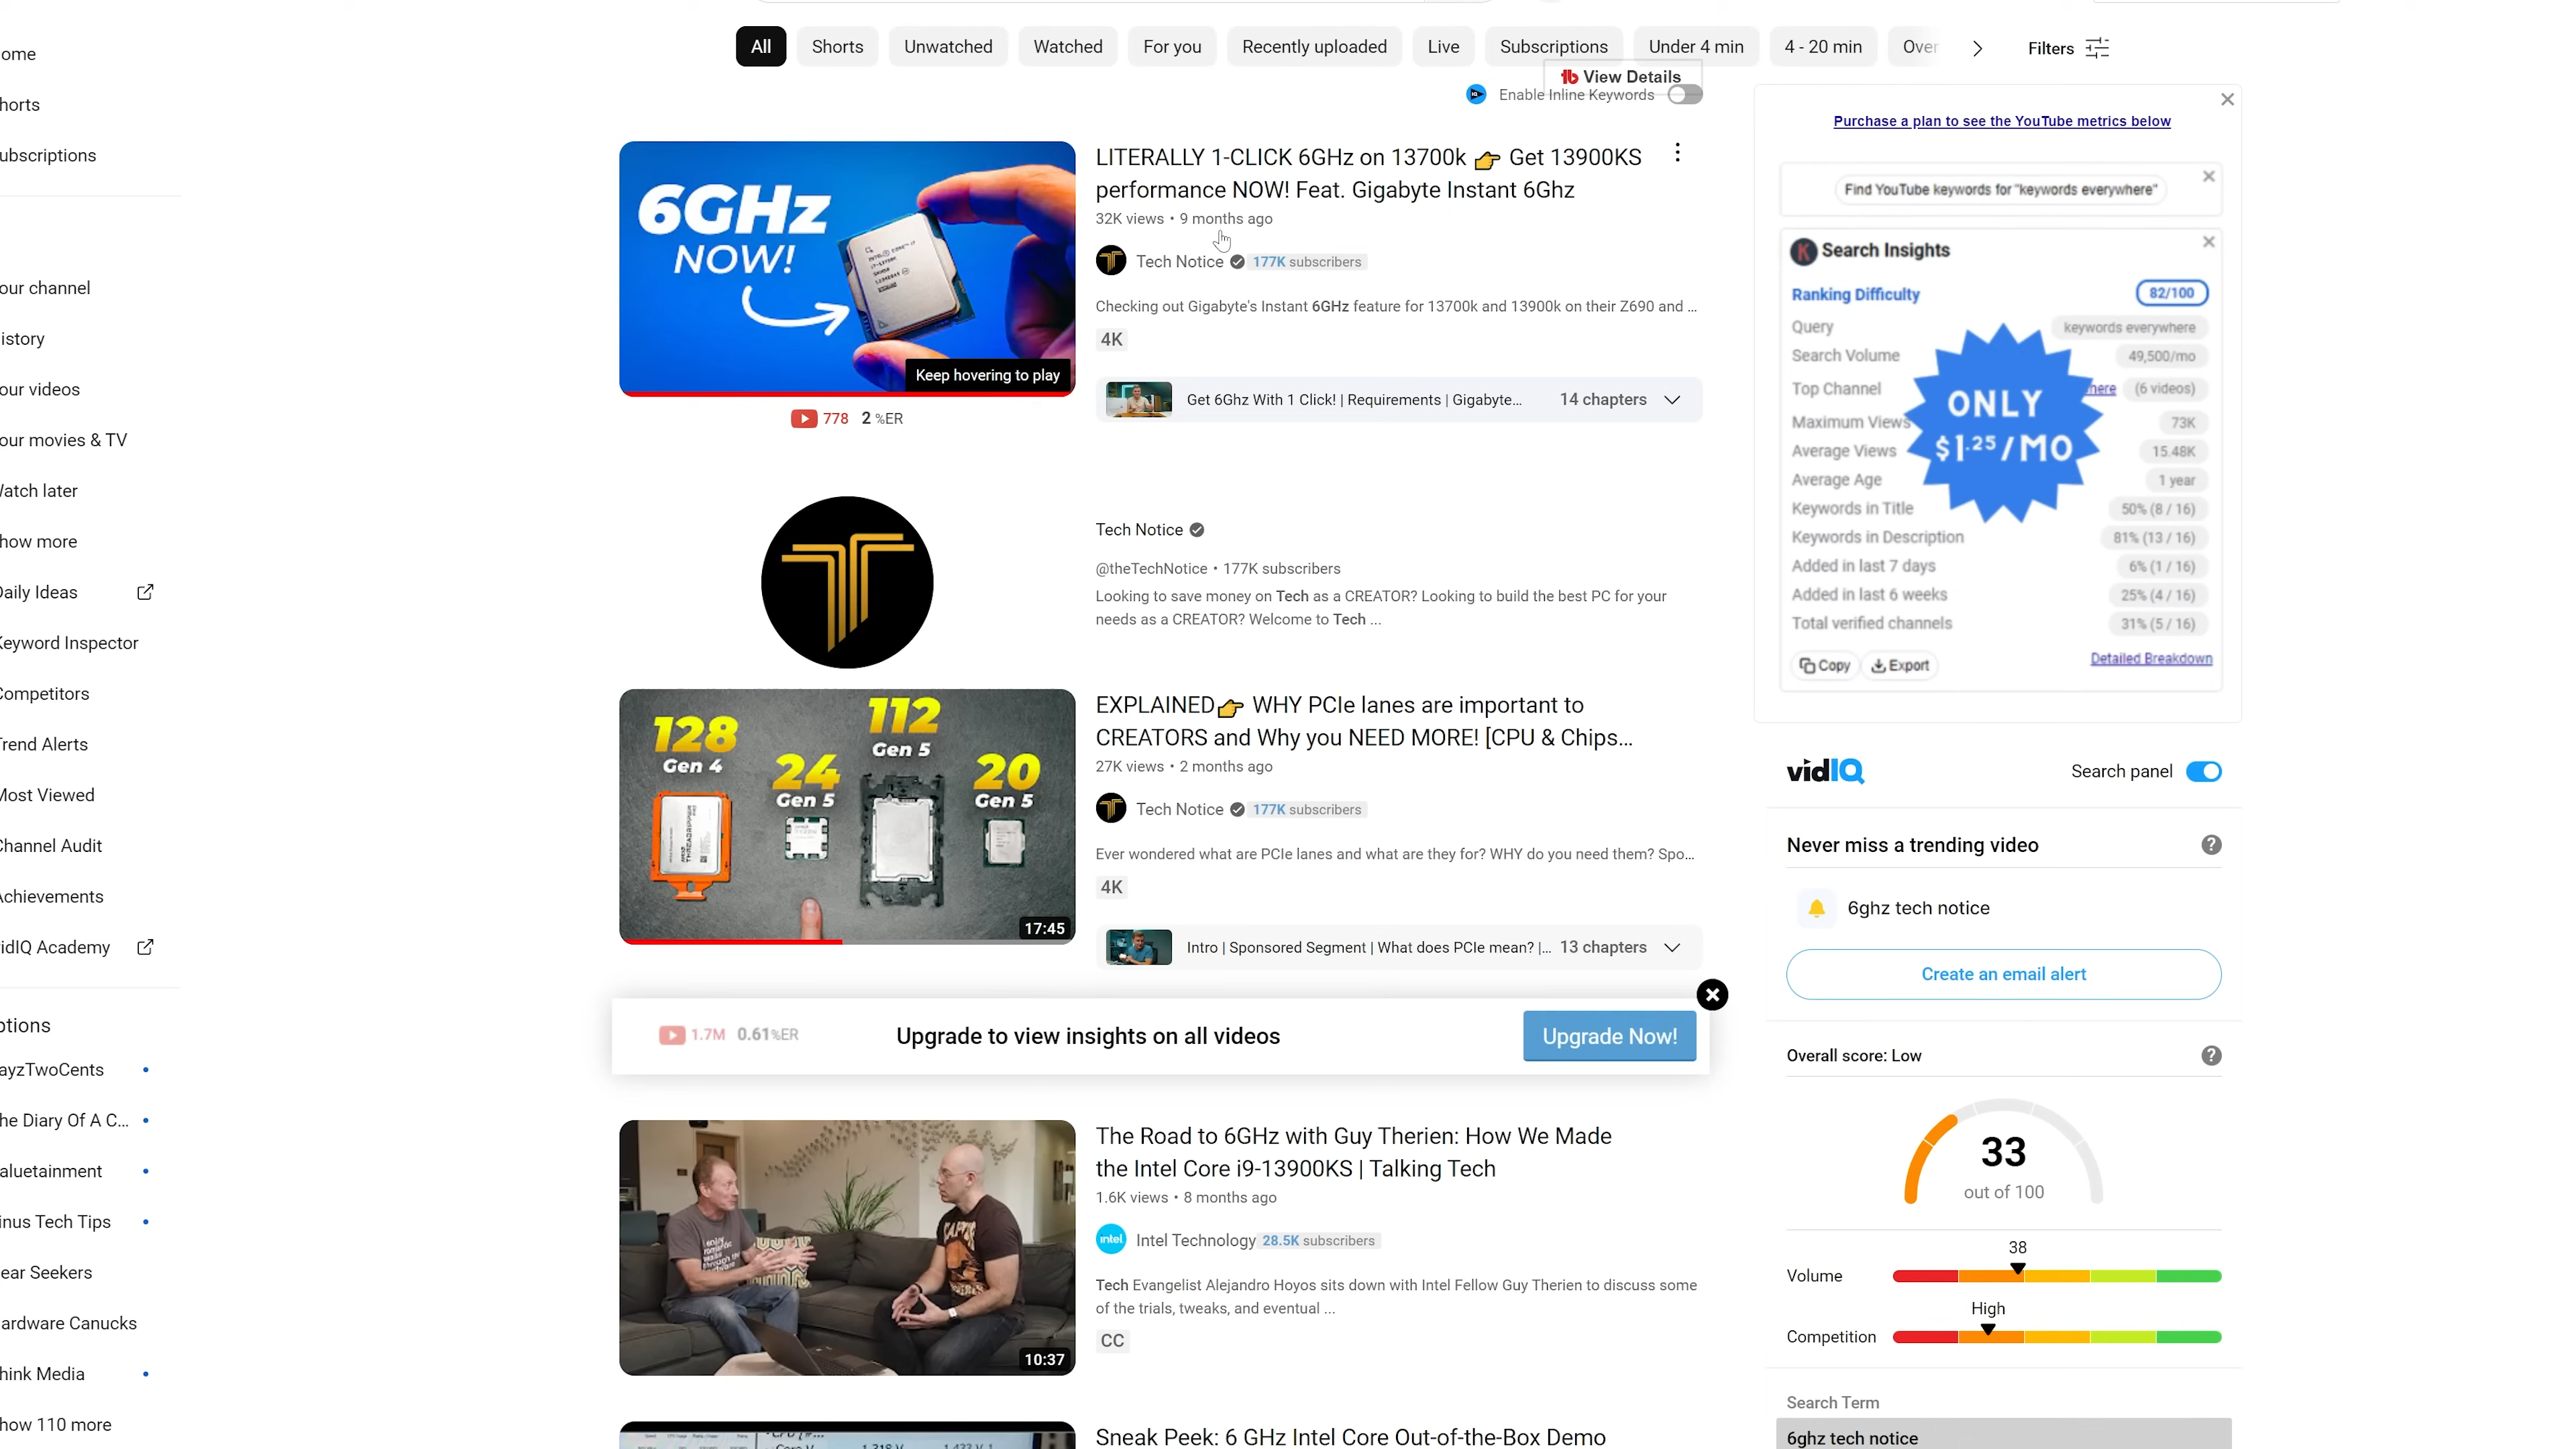 All
Shorts
Unwatched
Watched
For you
Recently uploaded
Live
Subscriptions
Under 4 min
4 - 20 min
Over
Filters
View Details
Enable Inline Keywords
ome
horts
ubscriptions
our channel
istory
our videos
our movies & TV
Watch later
how more
Daily Ideas
Keyword Inspector
Competitors
Trend Alerts
Most Viewed
Channel Audit
Achievements
vidIQ Academy
ptions
ayzTwoCents
he Diary Of A C...
aluetainment
inus Tech Tips
ear Seekers
ardware Canucks
hink Media
how 110 more
6GHz
NOW!
Keep hovering to play
778 2 %ER
LITERALLY 1-CLICK 6GHz on 13700k 👉 Get 13900KS
performance NOW! Feat. Gigabyte Instant 6Ghz
32K views • 9 months ago
Tech Notice 177K subscribers
Checking out Gigabyte's Instant 6GHz feature for 13700k and 13900k on their Z690 and ...
4K
Get 6Ghz With 1 Click! | Requirements | Gigabyte... 14 chapters
Tech Notice
@theTechNotice • 177K subscribers
Looking to save money on Tech as a CREATOR? Looking to build the best PC for your
needs as a CREATOR? Welcome to Tech ...
128
Gen 4
24
Gen 5
112
Gen 5
20
Gen 5
17:45
EXPLAINED👉 WHY PCIe lanes are important to
CREATORS and Why you NEED MORE! [CPU & Chips...
27K views • 2 months ago
Tech Notice 177K subscribers
Ever wondered what are PCIe lanes and what are they for? WHY do you need them? Spo...
4K
Intro | Sponsored Segment | What does PCIe mean? |... 13 chapters
1.7M 0.61%ER
Upgrade to view insights on all videos
Upgrade Now!
10:37
The Road to 6GHz with Guy Therien: How We Made
the Intel Core i9-13900KS | Talking Tech
1.6K views • 8 months ago
intel
Intel Technology 28.5K subscribers
Tech Evangelist Alejandro Hoyos sits down with Intel Fellow Guy Therien to discuss some
of the trials, tweaks, and eventual ...
CC
Sneak Peek: 6 GHz Intel Core Out-of-the-Box Demo
Purchase a plan to see the YouTube metrics below
Find YouTube keywords for "keywords everywhere"
K Search Insights
Ranking Difficulty 82/100
Query keywords everywhere
Search Volume 49,500/mo
Top Channel here (6 videos)
Maximum Views 73K
Average Views 15.48K
Average Age 1 year
Keywords in Title 50% (8 / 16)
Keywords in Description 81% (13 / 16)
Added in last 7 days 6% (1 / 16)
Added in last 6 weeks 25% (4 / 16)
Total verified channels 31% (5 / 16)
ONLY
$1.25/MO
Copy
Export
Detailed Breakdown
vidIQ
Search panel
Never miss a trending video
6ghz tech notice
Create an email alert
Overall score: Low
33
out of 100
38
Volume
High
Competition
Search Term
6ghz tech notice